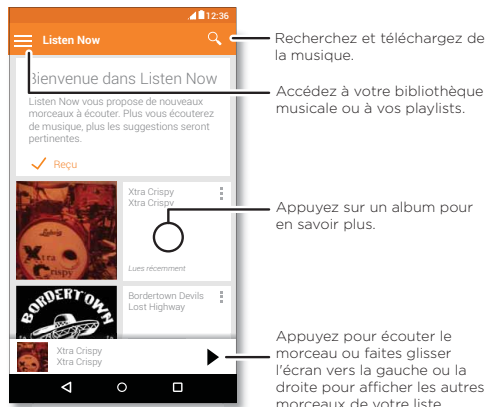 12:36
Listen Now
Bienvenue dans Listen Now
Listen Now vous propose de nouveaux
morceaux à écouter. Plus vous écouterez
de musique, plus les suggestions seront
pertinentes.
Reçu
Ludwig
Xtra
Crispy
Xtra Crispy
Xtra Crispy
Lues récemment
BORDERTOWN
Bordertown Devils
Lost Highway
Xtra Crispy
Xtra Crispy
Recherchez et téléchargez de
la musique.
Accédez à votre bibliothèque
musicale ou à vos playlists.
Appuyez sur un album pour
en savoir plus.
Appuyez pour écouter le
morceau ou faites glisser
l'écran vers la gauche ou la
droite pour afficher les autres
morceaux de votre liste